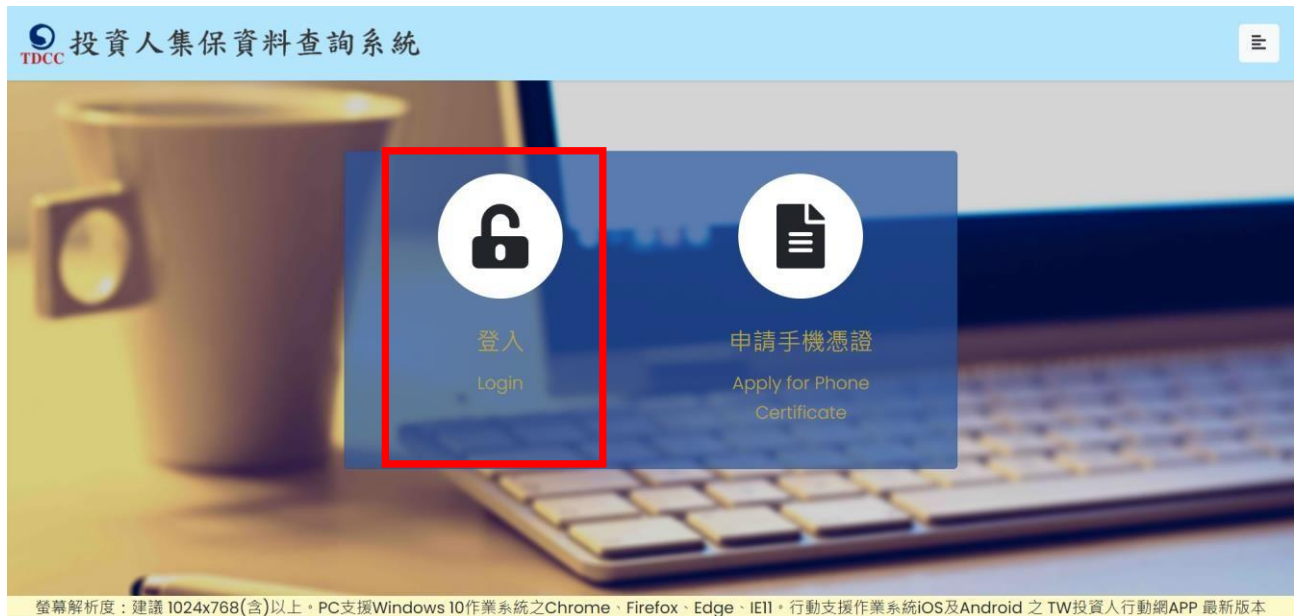 TDCC 投資人集保資料查詢系統
登入
Login
申請手機憑證
Apply for Phone
Certificate
螢幕解析度：建議 1024x768(含)以上。PC支援Windows 10作業系統之Chrome、Firefox、Edge、IE11。行動支援作業系統iOS及Android 之 TW投資人行動網APP 最新版本